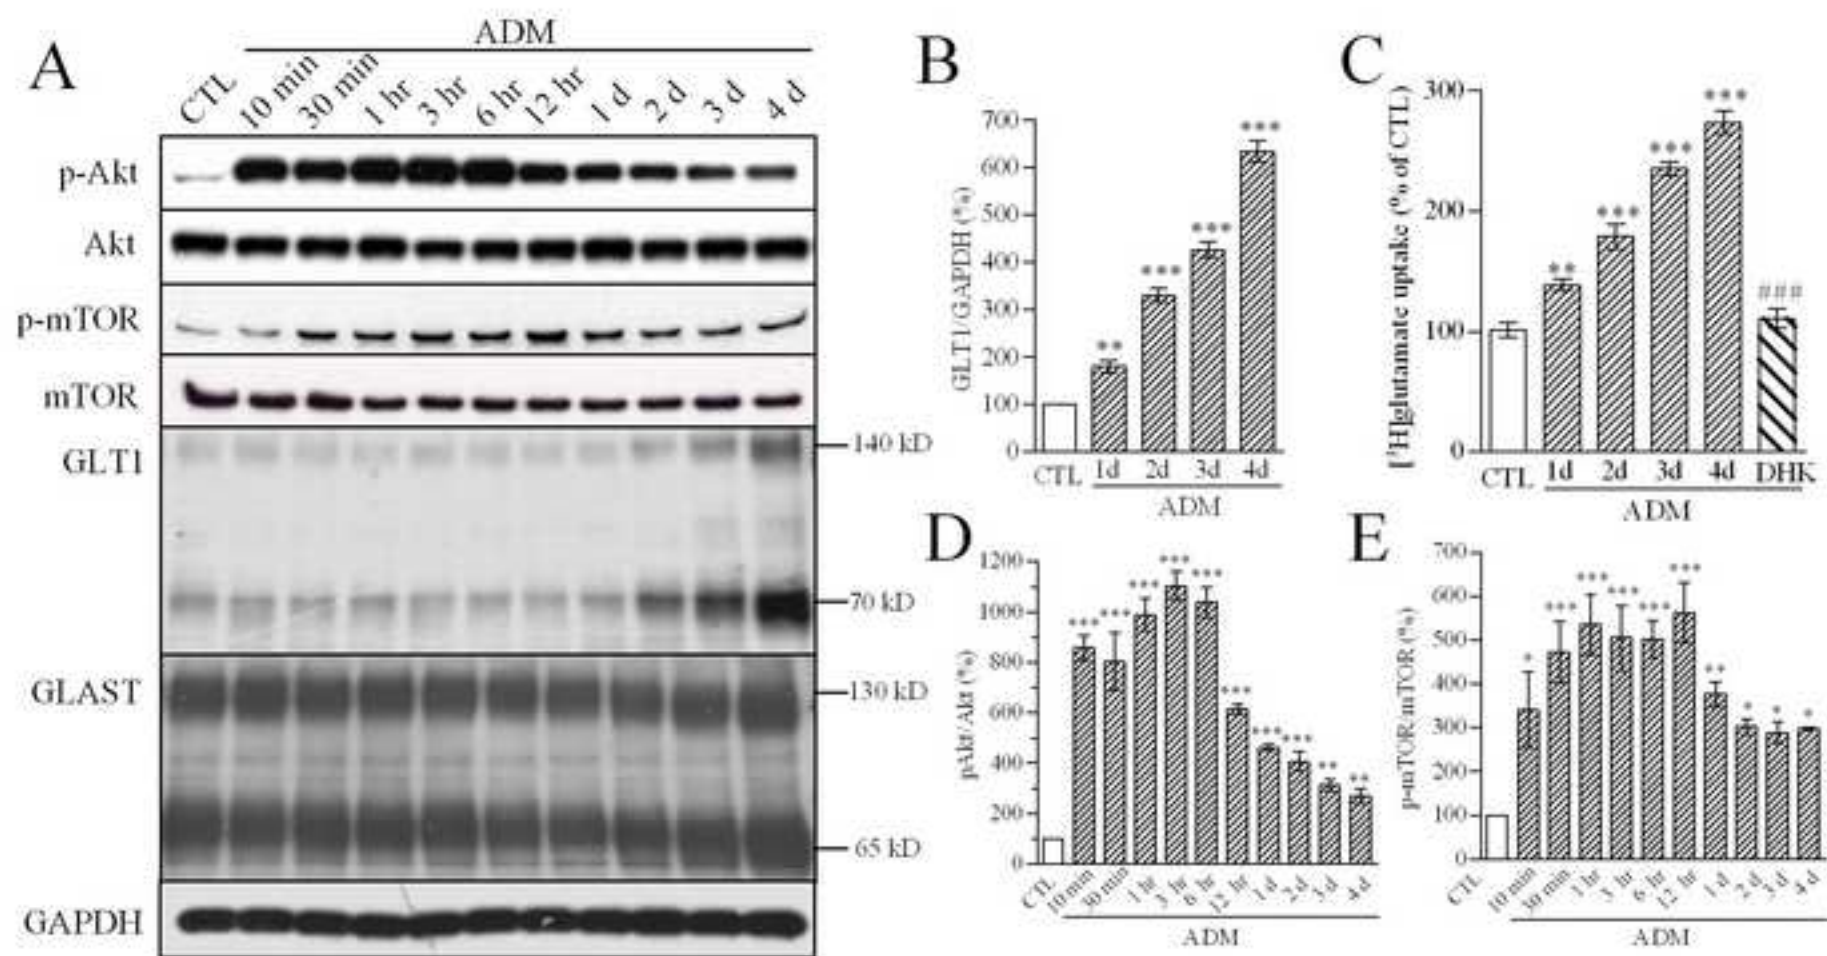 A
ADM
CTL 10 min 30 min 1 hr 3 hr 6 hr 12 hr 1 d 2 d 3 d 4 d
p-Akt
Akt
p-mTOR
mTOR
GLT1
140 kD
70 kD
GLAST
130 kD
65 kD
GAPDH
B
GLT1/GAPDH (%)
700
600
500
400
300
200
100
0
** *** *** ***
CTL 1d 2d 3d 4d
ADM
C
[³H]glutamate uptake (% of CTL)
300
200
100
0
** *** *** *** ###
CTL 1d 2d 3d 4d DHK
ADM
D
pAkt/Akt (%)
1200
1000
800
600
400
200
0
*** *** *** *** *** *** *** *** ** **
CTL 10 min 30 min 1 hr 3 hr 6 hr 12 hr 1 d 2 d 3 d 4 d
ADM
E
p-mTOR/mTOR (%)
700
600
500
400
300
200
100
0
* *** *** *** *** *** ** * * *
CTL 10 min 30 min 1 hr 3 hr 6 hr 12 hr 1 d 2 d 3 d 4 d
ADM